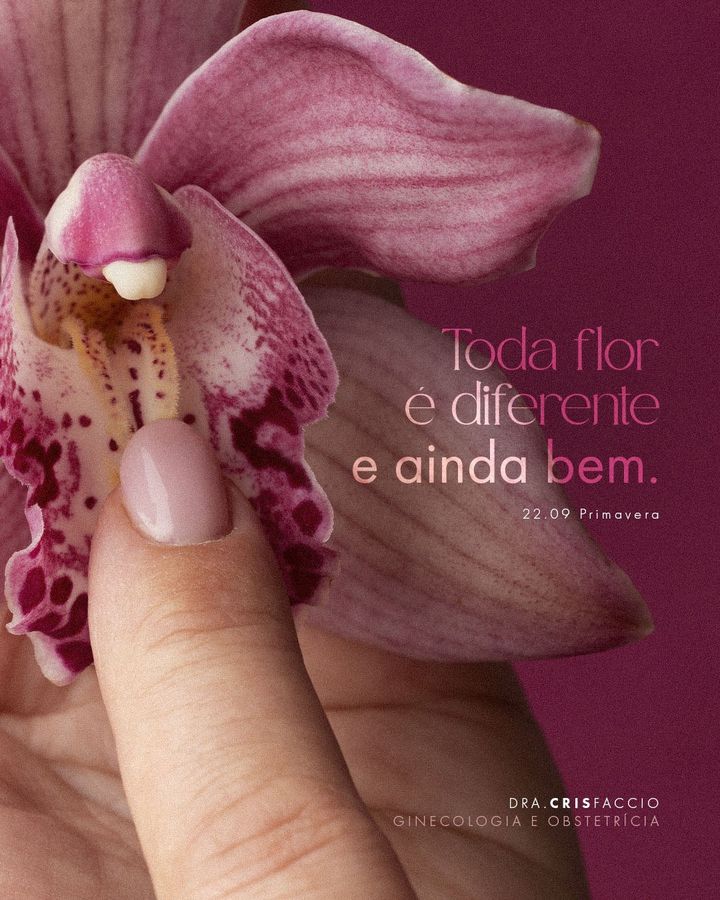 Toda flor
é diferente
e ainda bem.
22.09 Primavera
DRA.CRISFACCIO
GINECOLOGIA E OBSTETRÍCIA